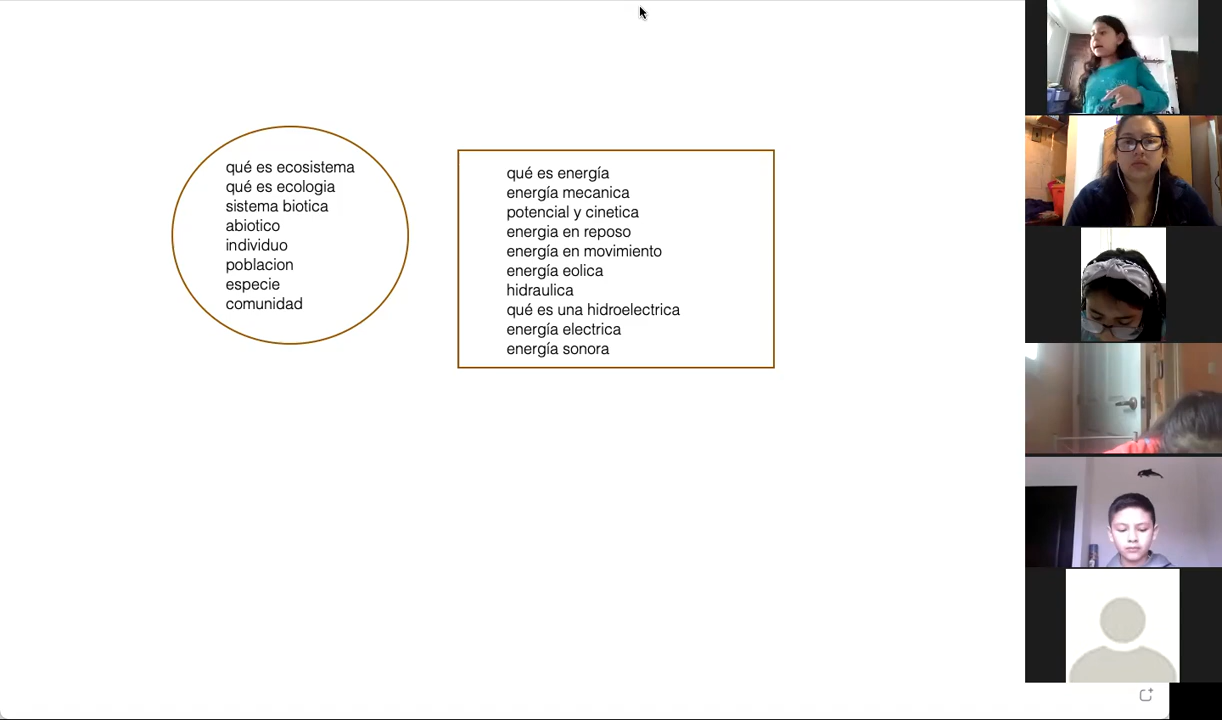 qué es ecosistema
qué es ecologia
sistema biotica
abiotico
individuo
poblacion
especie
comunidad
qué es energía
energía mecanica
potencial y cinetica
energia en reposo
energía en movimiento
energía eolica
hidraulica
qué es una hidroelectrica
energía electrica
energía sonora